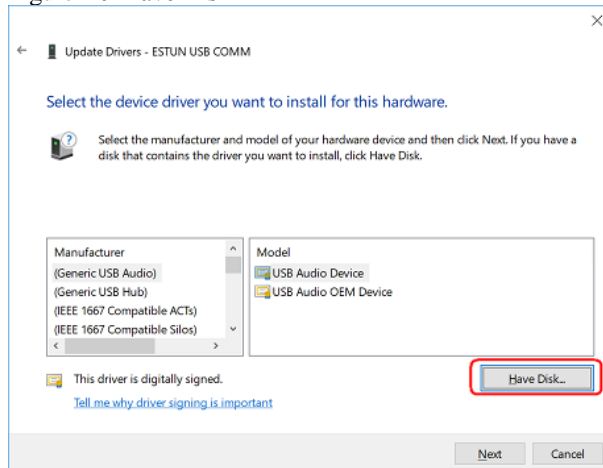 Update Drivers - ESTUN USB COMM
Select the device driver you want to install for this hardware.
Select the manufacturer and model of your hardware device and then click Next. If you have a
disk that contains the driver you want to install, click Have Disk.
Manufacturer
(Generic USB Audio)
(Generic USB Hub)
(IEEE 1667 Compatible ACTs)
(IEEE 1667 Compatible Silos)
Model
USB Audio Device
USB Audio OEM Device
This driver is digitally signed.
Tell me why driver signing is important
Have Disk...
Next
Cancel